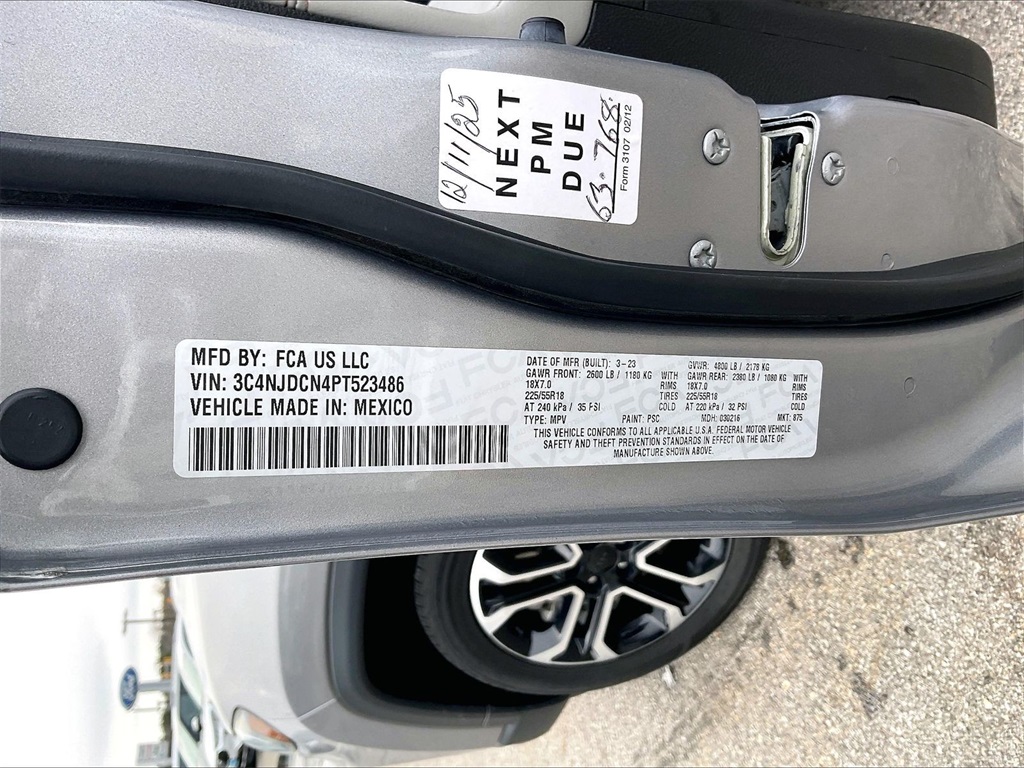 12/11/25
NEXT
PM
DUE
63-768.
Form 3107 02/12
MFD BY: FCA US LLC
VIN: 3C4NJDCN4PT523486
VEHICLE MADE IN: MEXICO
DATE OF MFR (BUILT): 3-23 GVWR: 4800 LB / 2178 KG
GAWR FRONT: 2600 LB / 1180 KG WITH GAWR REAR: 2380 LB / 1080 KG WITH
18X7.0 RIMS 18X7.0 RIMS
225/55R18 TIRES 225/55R18 TIRES
AT 240 kPa / 35 PSI COLD AT 220 kPa / 32 PSI COLD
TYPE: MPV PAINT: PSC MDH: 030216 MKT: 875
THIS VEHICLE CONFORMS TO ALL APPLICABLE U.S.A. FEDERAL MOTOR VEHICLE
SAFETY AND THEFT PREVENTION STANDARDS IN EFFECT ON THE DATE OF
MANUFACTURE SHOWN ABOVE.
Ford